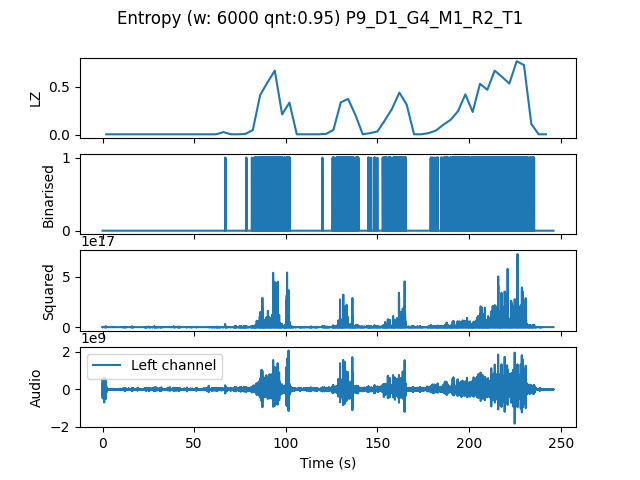 Entropy (w: 6000 qnt:0.95) P9_D1_G4_M1_R2_T1
LZ
0.5
0.0
Binarised
1
0
1e17
Squared
5
0
1e9
Audio
2
0
−2
Left channel
0 50 100 150 200 250
Time (s)